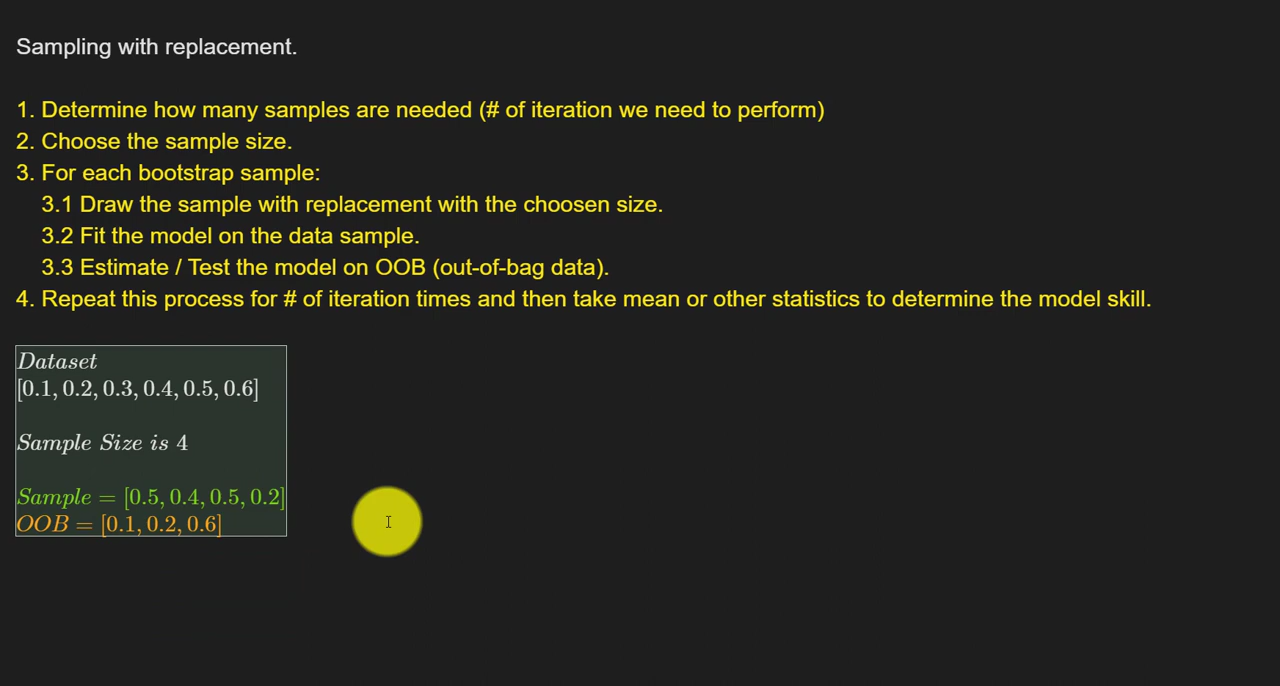 Sampling with replacement.
1. Determine how many samples are needed (# of iteration we need to perform)
2. Choose the sample size.
3. For each bootstrap sample:
3.1 Draw the sample with replacement with the choosen size.
3.2 Fit the model on the data sample.
3.3 Estimate / Test the model on OOB (out-of-bag data).
4. Repeat this process for # of iteration times and then take mean or other statistics to determine the model skill.
Dataset
[0.1, 0.2, 0.3, 0.4, 0.5, 0.6]
Sample Size is 4
Sample = [0.5, 0.4, 0.5, 0.2]
OOB = [0.1, 0.2, 0.6]